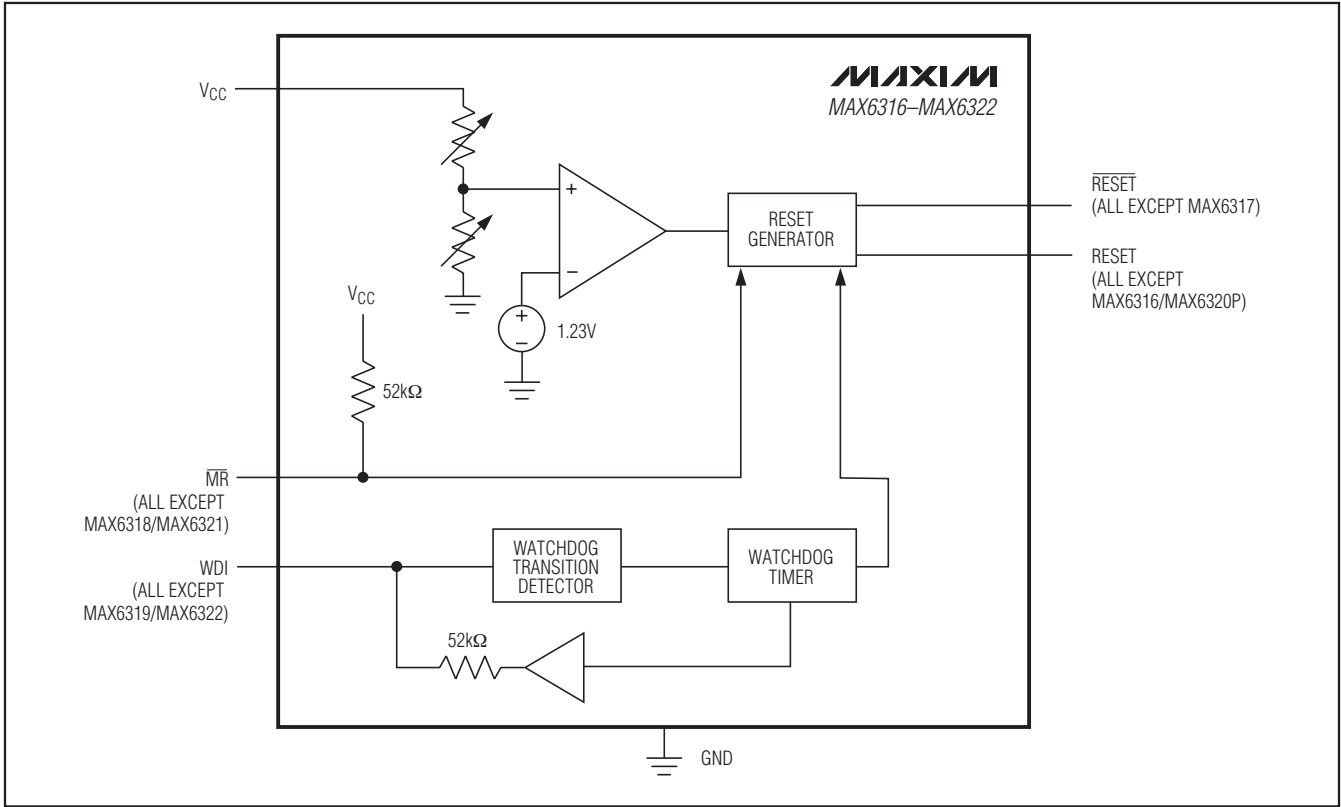 MAXIM
MAX6316–MAX6322
VCC
+
−
RESET
GENERATOR
RESET
(ALL EXCEPT MAX6317)
RESET
(ALL EXCEPT
MAX6316/MAX6320P)
VCC
+
−
1.23V
52kΩ
MR
(ALL EXCEPT
MAX6318/MAX6321)
WDI
(ALL EXCEPT
MAX6319/MAX6322)
WATCHDOG
TRANSITION
DETECTOR
WATCHDOG
TIMER
52kΩ
GND